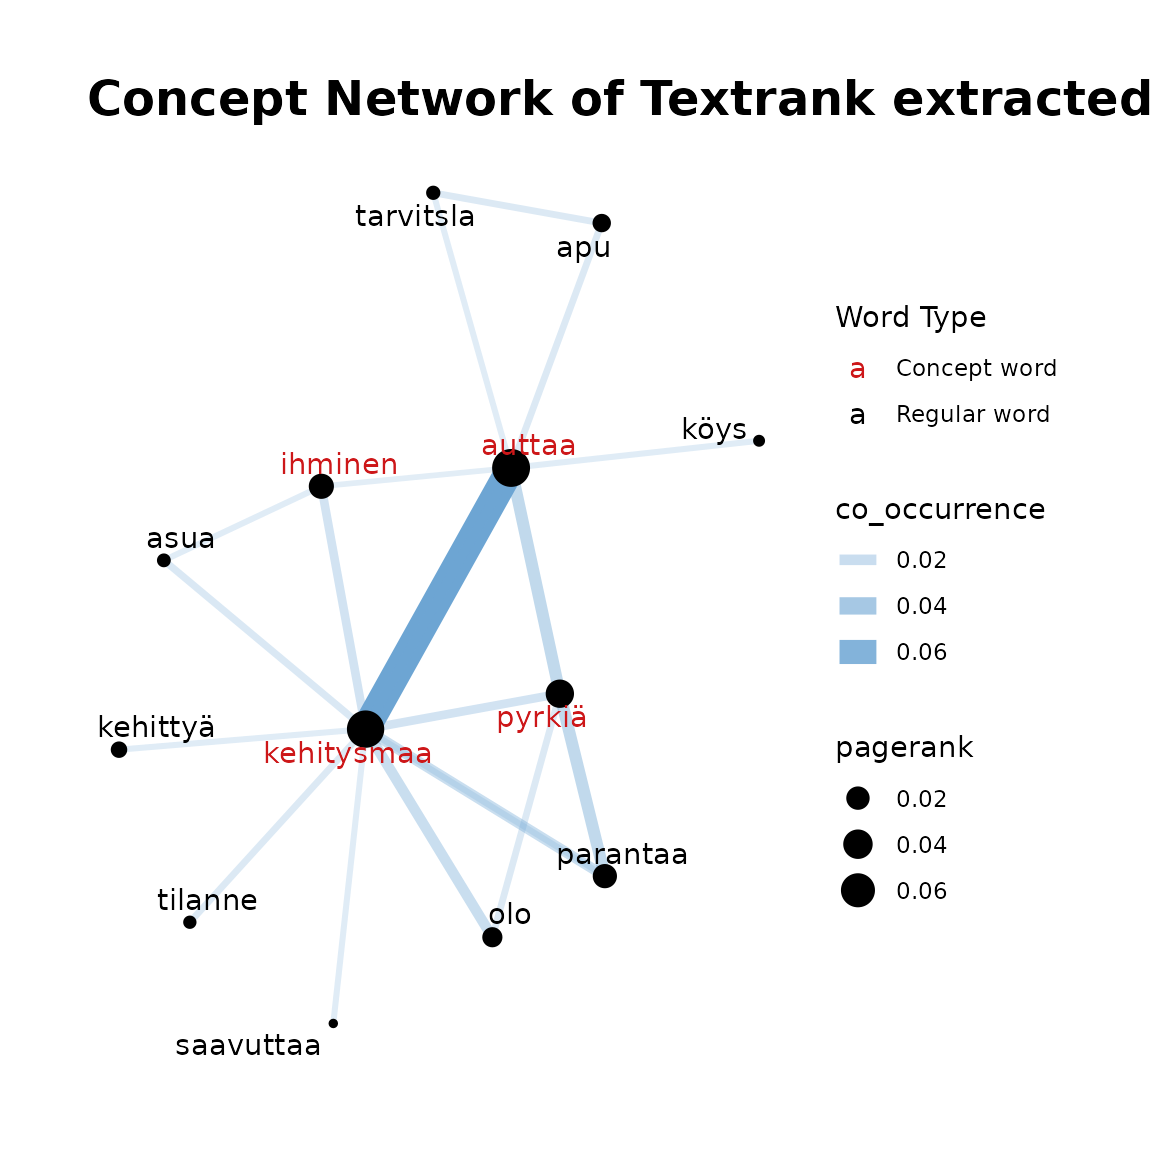 Concept Network of Textrank extracted
tarvitsla
apu
köys
auttaa
ihminen
asua
kehittyä
pyrkiä
kehitysmaa
parantaa
tilanne
olo
saavuttaa
Word Type
a Concept word
a Regular word
co_occurrence
0.02
0.04
0.06
pagerank
0.02
0.04
0.06